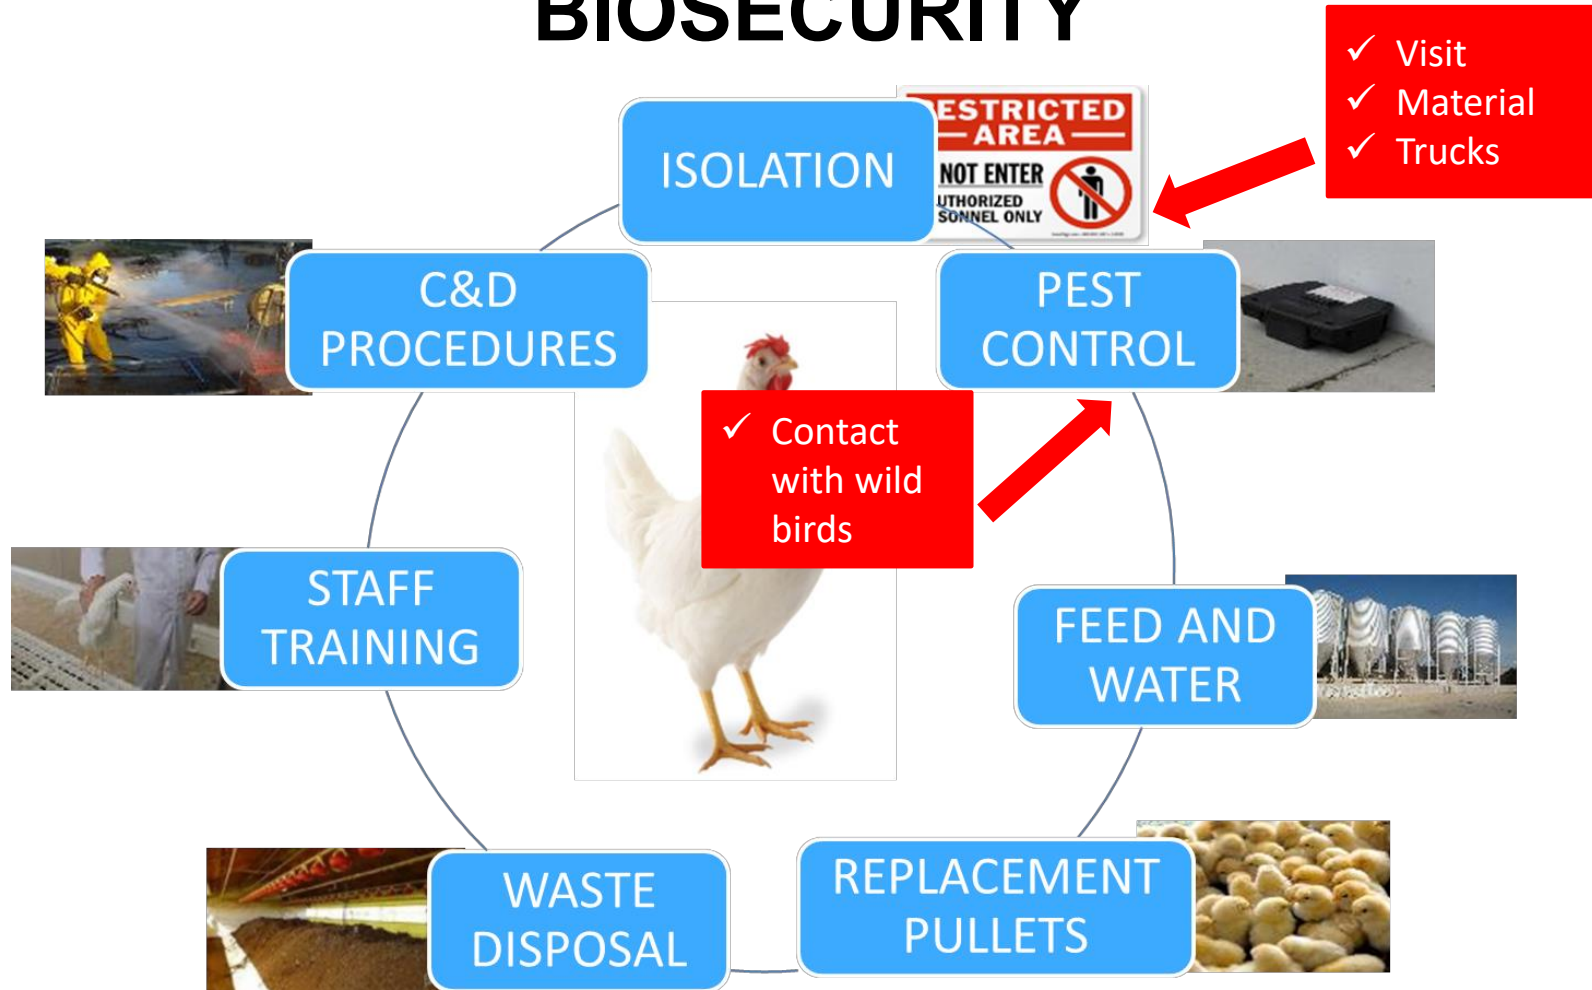 BIOSECURITY
✓ Visit
✓ Material
✓ Trucks
ISOLATION
ESTRICTED
AREA
NOT ENTER
UTHORIZED
SONNEL ONLY
C&D
PROCEDURES
PEST
CONTROL
✓ Contact
with wild
birds
STAFF
TRAINING
FEED AND
WATER
WASTE
DISPOSAL
REPLACEMENT
PULLETS